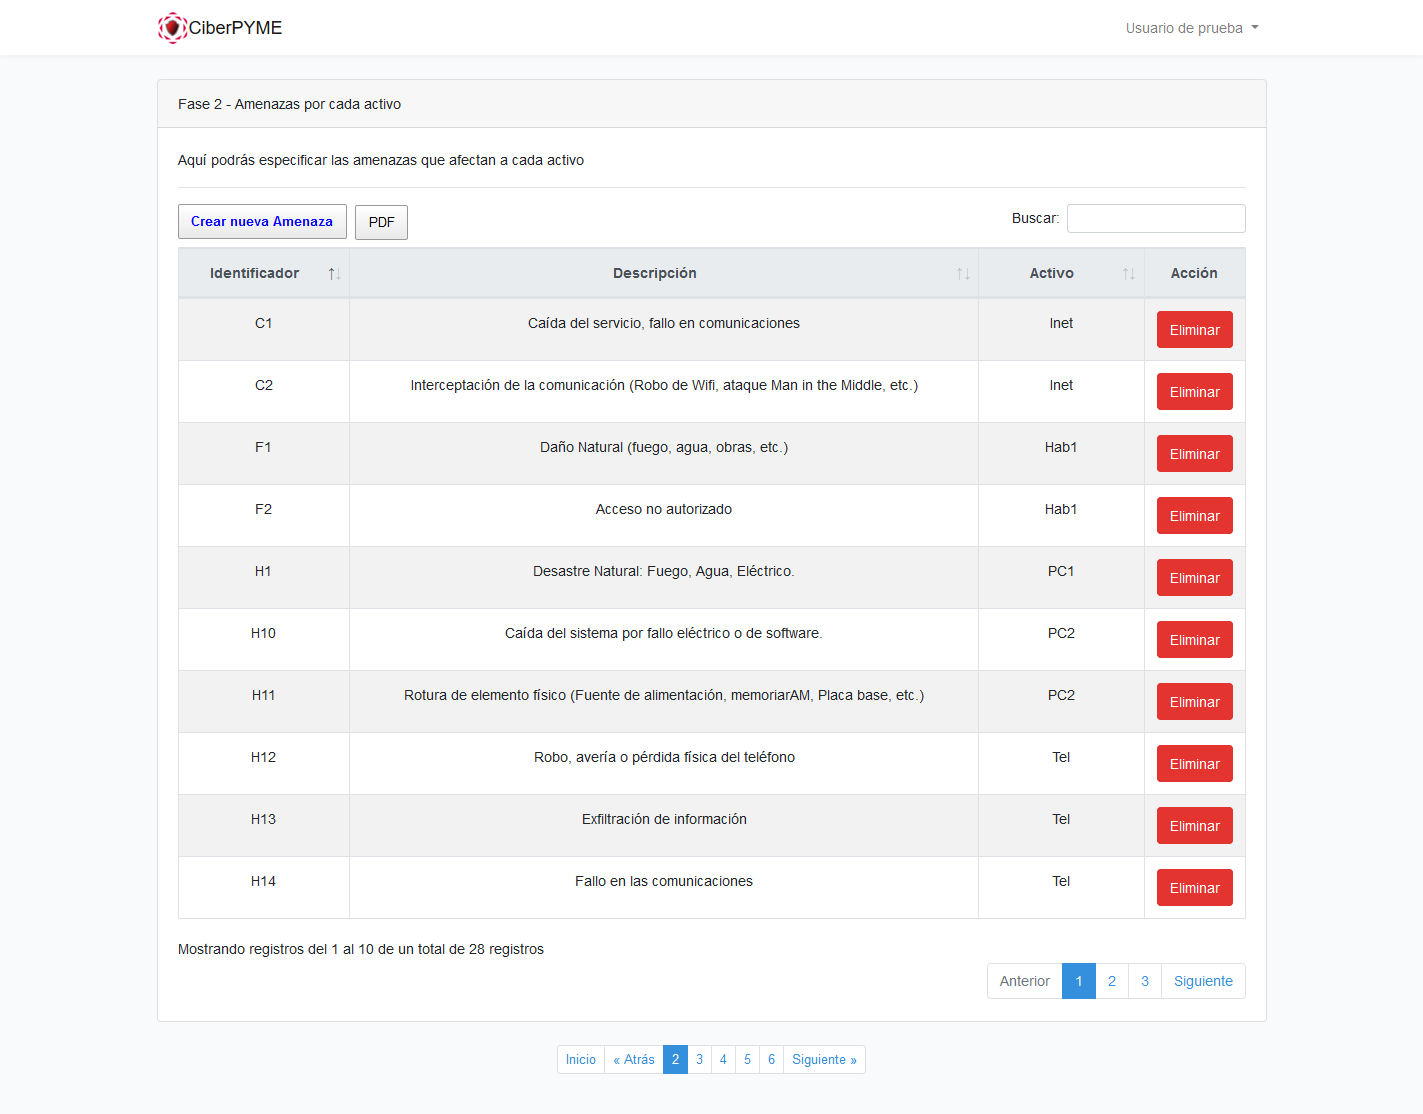 CiberPYME
Usuario de prueba
Fase 2 - Amenazas por cada activo
Aquí podrás especificar las amenazas que afectan a cada activo
Crear nueva Amenaza PDF Buscar:
Identificador Descripción Activo Acción
C1 Caída del servicio, fallo en comunicaciones Inet Eliminar
C2 Interceptación de la comunicación (Robo de Wifi, ataque Man in the Middle, etc.) Inet Eliminar
F1 Daño Natural (fuego, agua, obras, etc.) Hab1 Eliminar
F2 Acceso no autorizado Hab1 Eliminar
H1 Desastre Natural: Fuego, Agua, Eléctrico. PC1 Eliminar
H10 Caída del sistema por fallo eléctrico o de software. PC2 Eliminar
H11 Rotura de elemento físico (Fuente de alimentación, memoriarAM, Placa base, etc.) PC2 Eliminar
H12 Robo, avería o pérdida física del teléfono Tel Eliminar
H13 Exfiltración de información Tel Eliminar
H14 Fallo en las comunicaciones Tel Eliminar
Mostrando registros del 1 al 10 de un total de 28 registros
Anterior 1 2 3 Siguiente
Inicio « Atrás 2 3 4 5 6 Siguiente »